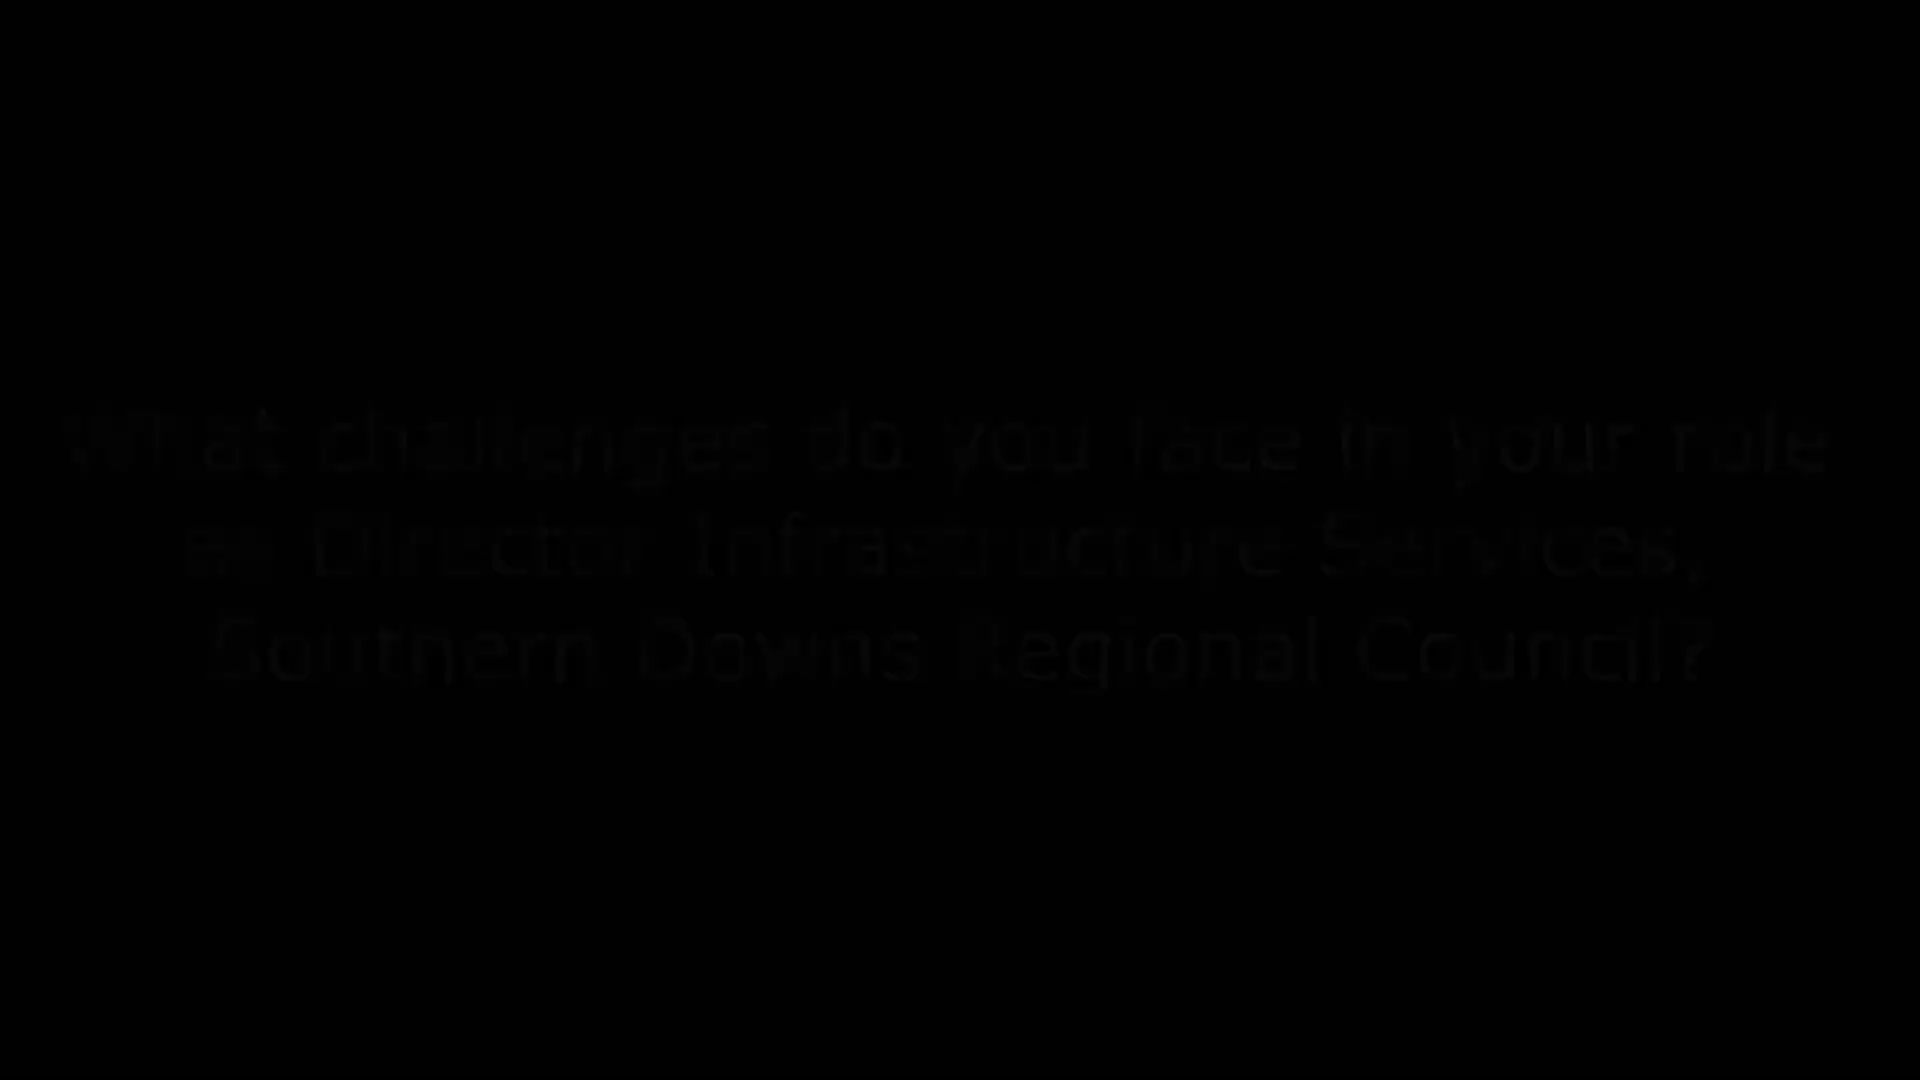 What challenges do you face in your role
as Director Infrastructure Services,
Southern Downs Regional Council?